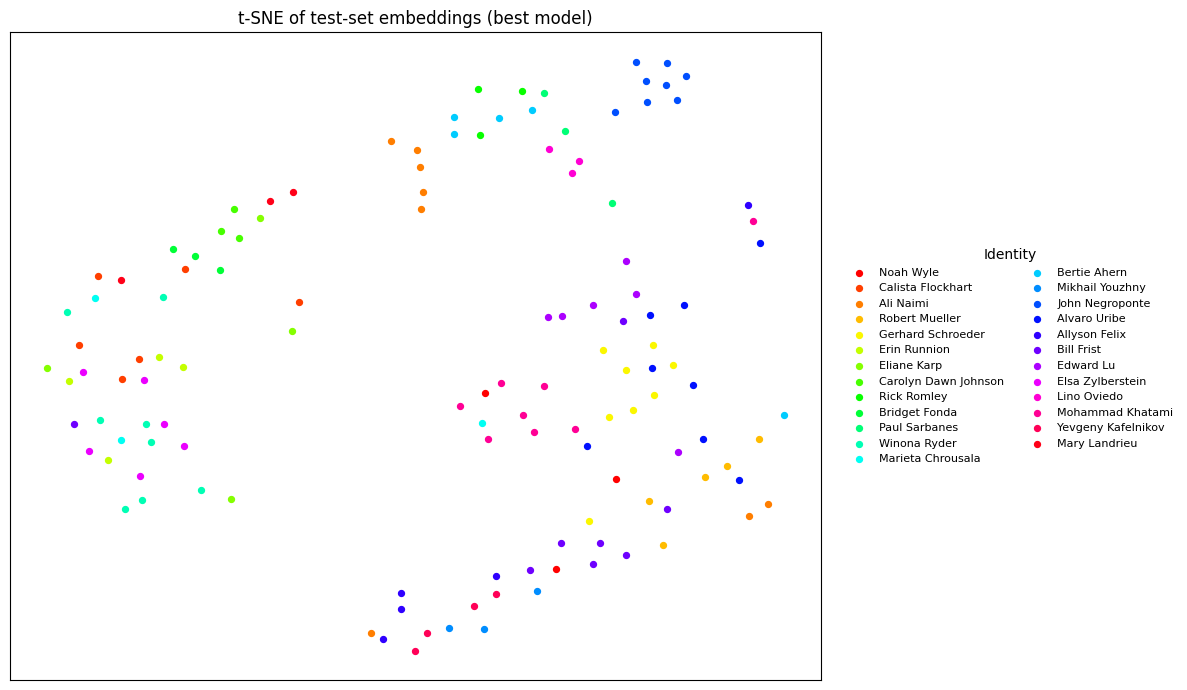 t-SNE of test-set embeddings (best model)
Identity
Noah Wyle
Calista Flockhart
Ali Naimi
Robert Mueller
Gerhard Schroeder
Erin Runnion
Eliane Karp
Carolyn Dawn Johnson
Rick Romley
Bridget Fonda
Paul Sarbanes
Winona Ryder
Marieta Chrousala
Bertie Ahern
Mikhail Youzhny
John Negroponte
Alvaro Uribe
Allyson Felix
Bill Frist
Edward Lu
Elsa Zylberstein
Lino Oviedo
Mohammad Khatami
Yevgeny Kafelnikov
Mary Landrieu